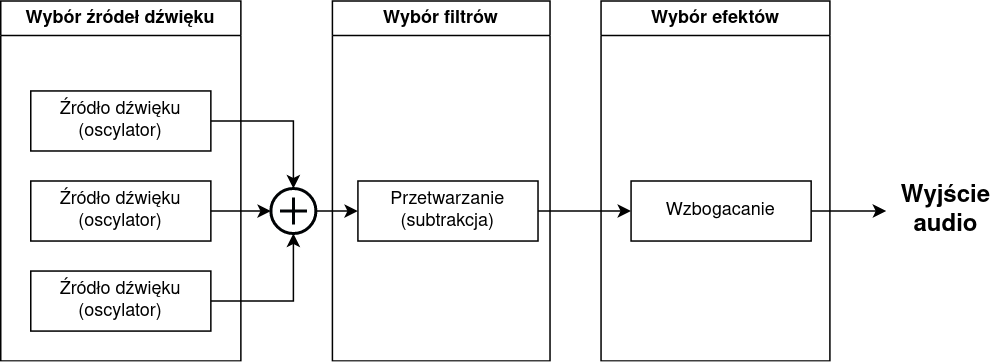 Wybór źródeł dźwięku
Wybór filtrów
Wybór efektów
Źródło dźwięku
(oscylator)
Źródło dźwięku
(oscylator)
Źródło dźwięku
(oscylator)
Przetwarzanie
(subtrakcja)
Wzbogacanie
Wyjście
audio